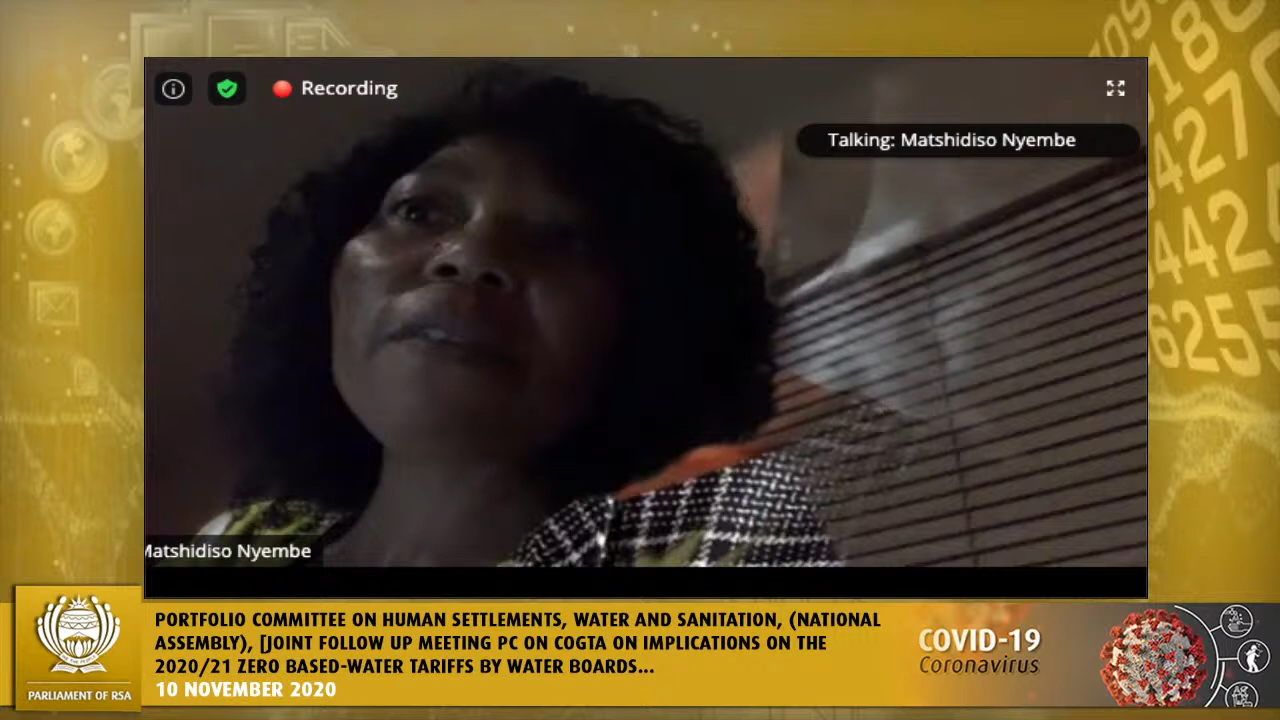 Recording
Talking: Matshidiso Nyembe
Matshidiso Nyembe
PORTFOLIO COMMITTEE ON HUMAN SETTLEMENTS, WATER AND SANITATION, (NATIONAL
ASSEMBLY), [JOINT FOLLOW UP MEETING PC ON COGTA ON IMPLICATIONS ON THE
2020/21 ZERO BASED-WATER TARIFFS BY WATER BOARDS...
10 NOVEMBER 2020
PARLIAMENT OF RSA
COVID-19
Coronavirus